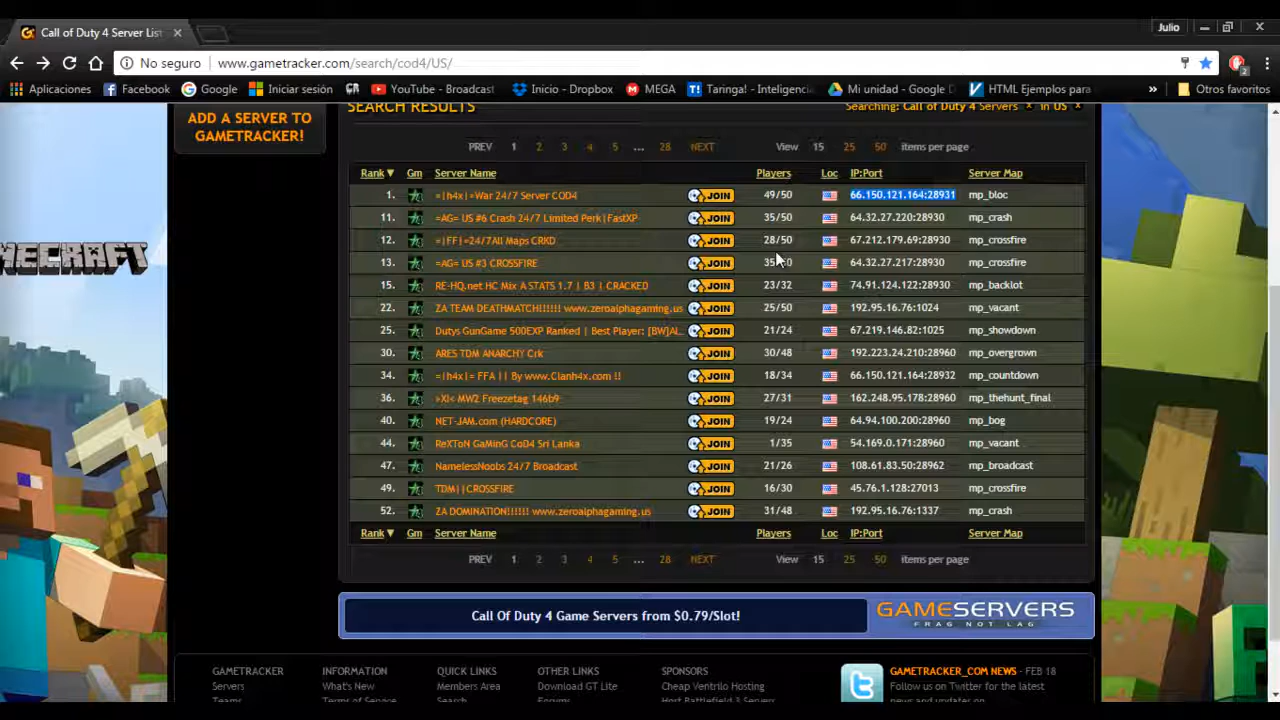 Call of Duty 4 Server List
Julio
No seguro www.gametracker.com/search/cod4/US/
Aplicaciones Facebook Google Iniciar sesión YouTube - Broadcast Inicio - Dropbox MEGA Taringa! - Inteligencia Mi unidad - Google D HTML Ejemplos para » Otros favoritos
ADD A SERVER TO
GAMETRACKER!
SEARCH RESULTS Searching: Call of Duty 4 Servers × in US ×
PREV 1 2 3 4 5 ... 28 NEXT View 15 25 50 items per page
Rank▼ Gm Server Name Players Loc IP:Port Server Map
1. =|h4x|=War 24/7 Server COD4 JOIN 49/50 66.150.121.164:28931 mp_bloc
11. =AG= US #6 Crash 24/7 Limited Perk|FastXP JOIN 35/50 64.32.27.220:28930 mp_crash
12. =|FF|=24/7All Maps CRKD JOIN 28/50 67.212.179.69:28930 mp_crossfire
13. =AG= US #3 CROSSFIRE JOIN 64.32.27.217:28930 mp_crossfire
15. RE-HQ.net HC Mix A STATS 1.7 | B3 | CRACKED JOIN 23/32 74.91.124.122:28930 mp_backlot
22. ZA TEAM DEATHMATCH!!!!!! www.zeroalphagaming.us JOIN 25/50 192.95.16.76:1024 mp_vacant
25. Dutys GunGame 500EXP Ranked | Best Player: [BW]AL... JOIN 21/24 67.219.146.82:1025 mp_showdown
30. ARES TDM ANARCHY Crk JOIN 30/48 192.223.24.210:28960 mp_overgrown
34. =|h4x|= FFA || By www.Clanh4x.com !! JOIN 18/34 66.150.121.164:28932 mp_countdown
36. >XI< MW2 Freezetag 146b9 JOIN 27/31 162.248.95.178:28960 mp_thehunt_final
40. NET-JAM.com (HARDCORE) JOIN 19/24 64.94.100.200:28960 mp_bog
44. ReXToN GaMinG CoD4 Sri Lanka JOIN 1/35 54.169.0.171:28960 mp_vacant
47. NamelessNoobs 24/7 Broadcast JOIN 21/26 108.61.83.50:28962 mp_broadcast
49. TDM||CROSSFIRE JOIN 16/30 45.76.1.128:27013 mp_crossfire
52. ZA DOMINATION!!!!!! www.zeroalphagaming.us JOIN 31/48 192.95.16.76:1337 mp_crash
Rank▼ Gm Server Name Players Loc IP:Port Server Map
PREV 1 2 3 4 5 ... 28 NEXT View 15 25 50 items per page
Call Of Duty 4 Game Servers from $0.79/Slot! GAMESERVERS
FRAG NOT LAG
GAMETRACKER INFORMATION QUICK LINKS OTHER LINKS SPONSORS GAMETRACKER_COM NEWS - FEB 18
Servers What's New Members Area Download GT Lite Cheap Ventrilo Hosting Follow us on Twitter for the latest
Teams Terms of Service Search Forums Host Battlefield 3 Servers news and updates on